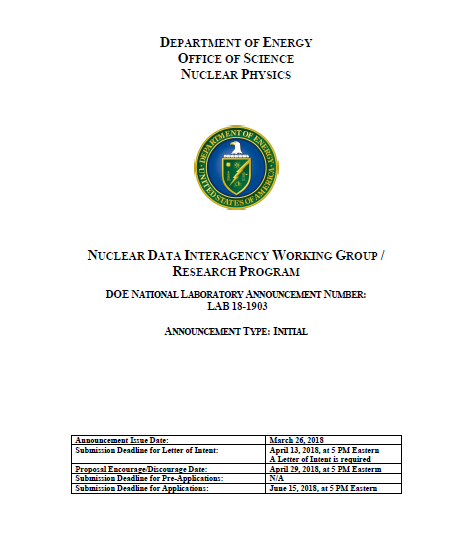 DEPARTMENT OF ENERGY
OFFICE OF SCIENCE
NUCLEAR PHYSICS
DEPARTMENT OF ENERGY
UNITED STATES OF AMERICA
NUCLEAR DATA INTERAGENCY WORKING GROUP /
RESEARCH PROGRAM
DOE NATIONAL LABORATORY ANNOUNCEMENT NUMBER:
LAB 18-1903
ANNOUNCEMENT TYPE: INITIAL
Announcement Issue Date: March 26, 2018
Submission Deadline for Letter of Intent: April 13, 2018, at 5 PM Eastern
A Letter of Intent is required
Proposal Encourage/Discourage Date: April 29, 2018, at 5 PM Eastern
Submission Deadline for Pre-Applications: N/A
Submission Deadline for Applications: June 15, 2018, at 5 PM Eastern